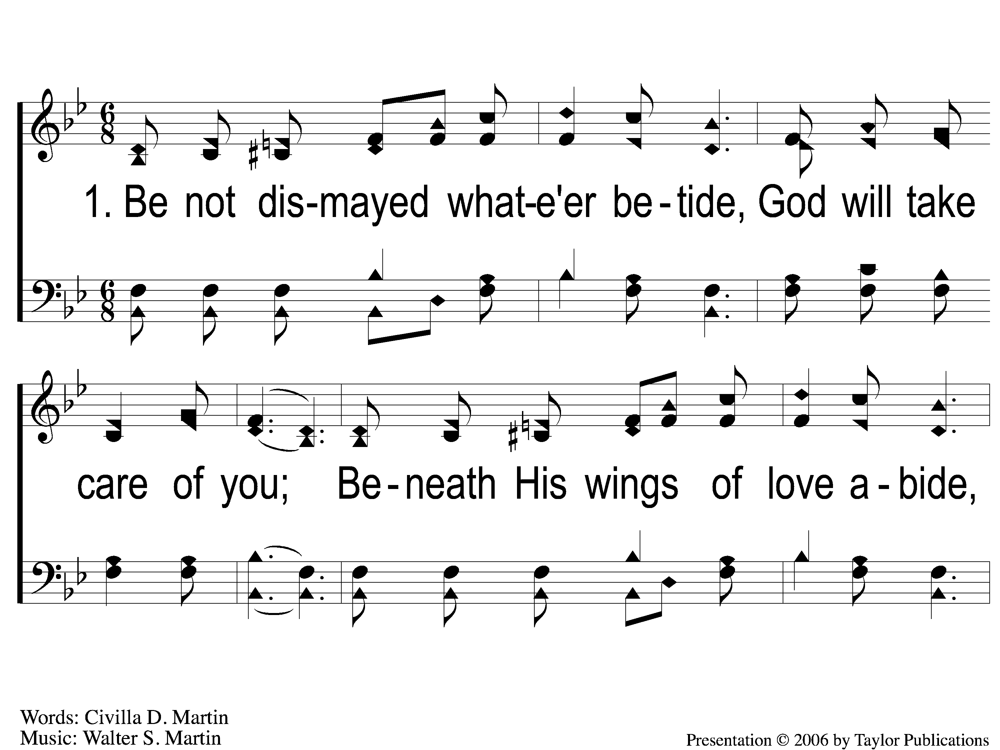 1. Be not dis-mayed what-e'er be-tide, God will take
care of you; Be-neath His wings of love a-bide,
Words: Civilla D. Martin
Music: Walter S. Martin
Presentation © 2006 by Taylor Publications